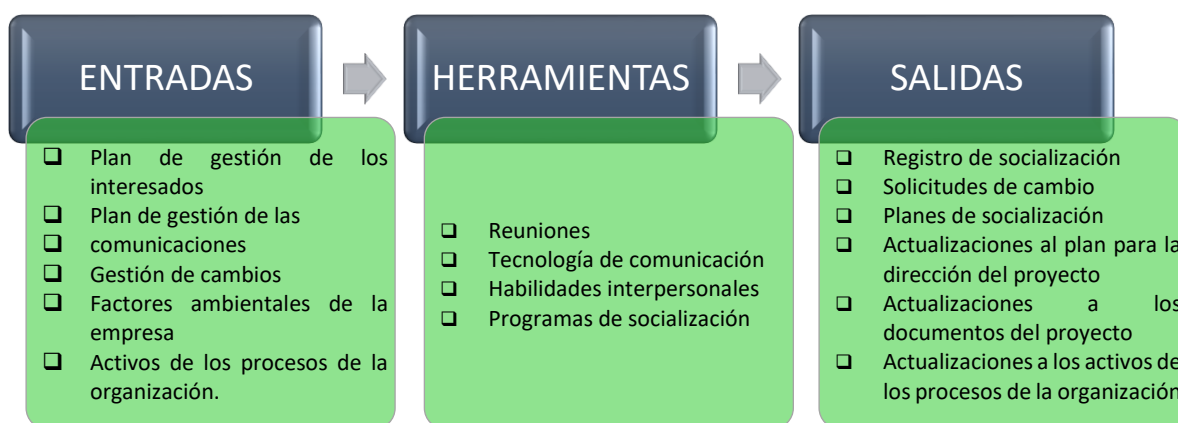 ENTRADAS
❑ Plan de gestión de los
interesados
❑ Plan de gestión de las
❑ comunicaciones
❑ Gestión de cambios
❑ Factores ambientales de la
empresa
❑ Activos de los procesos de la
organización.
HERRAMIENTAS
❑ Reuniones
❑ Tecnología de comunicación
❑ Habilidades interpersonales
❑ Programas de socialización
SALIDAS
❑ Registro de socialización
❑ Solicitudes de cambio
❑ Planes de socialización
❑ Actualizaciones al plan para la
dirección del proyecto
❑ Actualizaciones a los
documentos del proyecto
❑ Actualizaciones a los activos de
los procesos de la organización